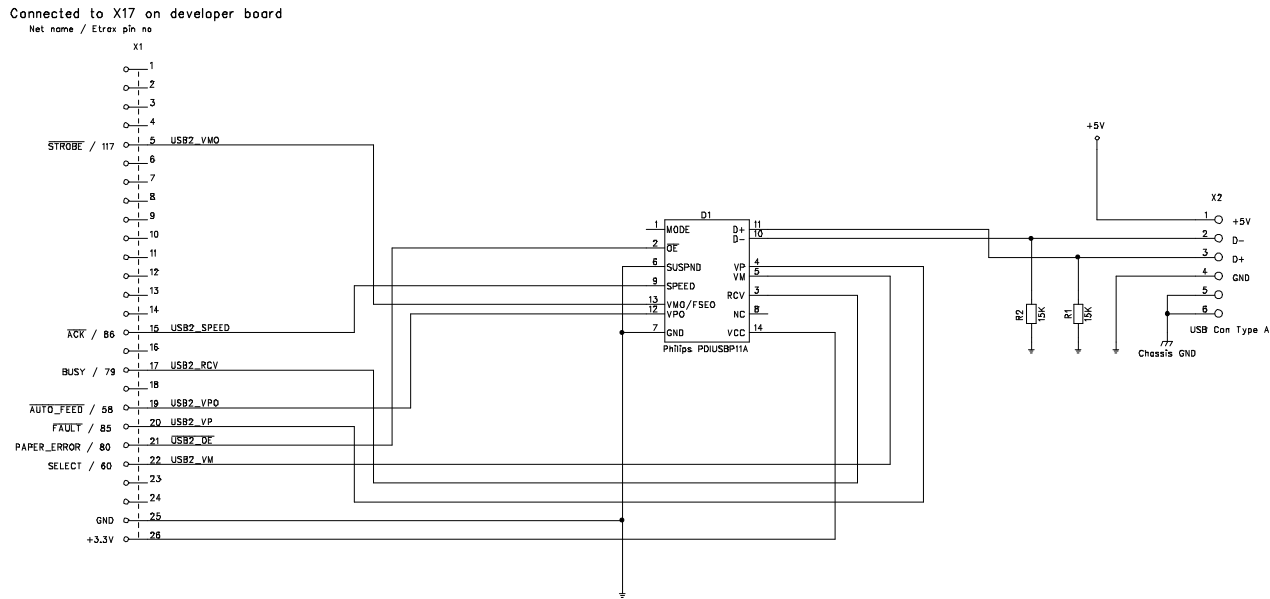 Connected to X17 on developer board
Net name / Etrax pin no
X1
1
2
3
4
STROBE / 117 5 USB2_VMO
6
7
8
9
10
11
12
13
14
ACK / 86 15 USB2_SPEED
16
BUSY / 79 17 USB2_RCV
18
AUTO_FEED / 58 19 USB2_VPO
FAULT / 85 20 USB2_VP
PAPER_ERROR / 80 21 USB2_OE
SELECT / 60 22 USB2_VM
23
24
GND 25
+3.3V 26
D1
1 MODE D+ 11
D- 10
2 OE
6 SUSPND VP 4
VM 5
9 SPEED
RCV 3
13 VMO/FSEO
12 VPO NC 8
7 GND VCC 14
Philips PDIUSBP11A
+5V
X2
1 +5V
2 D-
3 D+
4 GND
5
6
USB Con Type A
Chassis GND
R2 15K
R1 15K